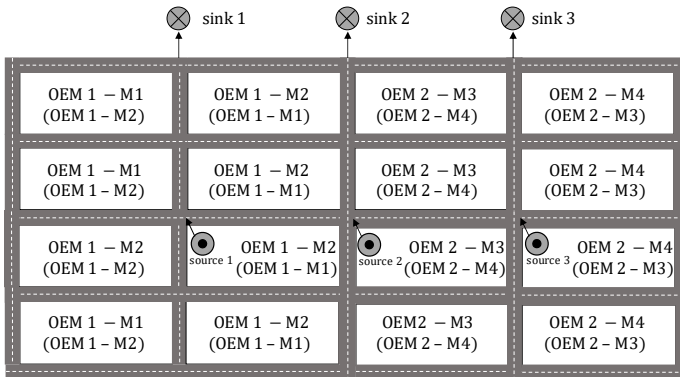 sink 1 sink 2 sink 3
OEM 1 – M1 OEM 1 – M2 OEM 2 – M3 OEM 2 – M4
(OEM 1 – M2) (OEM 1 – M1) (OEM 2 – M4) (OEM 2 – M3)
OEM 1 – M1 OEM 1 – M2 OEM 2 – M3 OEM 2 – M4
(OEM 1 – M2) (OEM 1 – M1) (OEM 2 – M4) (OEM 2 – M3)
OEM 1 – M2 OEM 1 – M2 OEM 2 – M3 OEM 2 – M4
(OEM 1 – M2) source 1 (OEM 1 – M1) source 2 (OEM 2 – M4) source 3 (OEM 2 – M3)
OEM 1 – M1 OEM 1 – M2 OEM2 – M3 OEM 2 – M4
(OEM 1 – M2) (OEM 1 – M1) (OEM 2 – M4) (OEM 2 – M3)